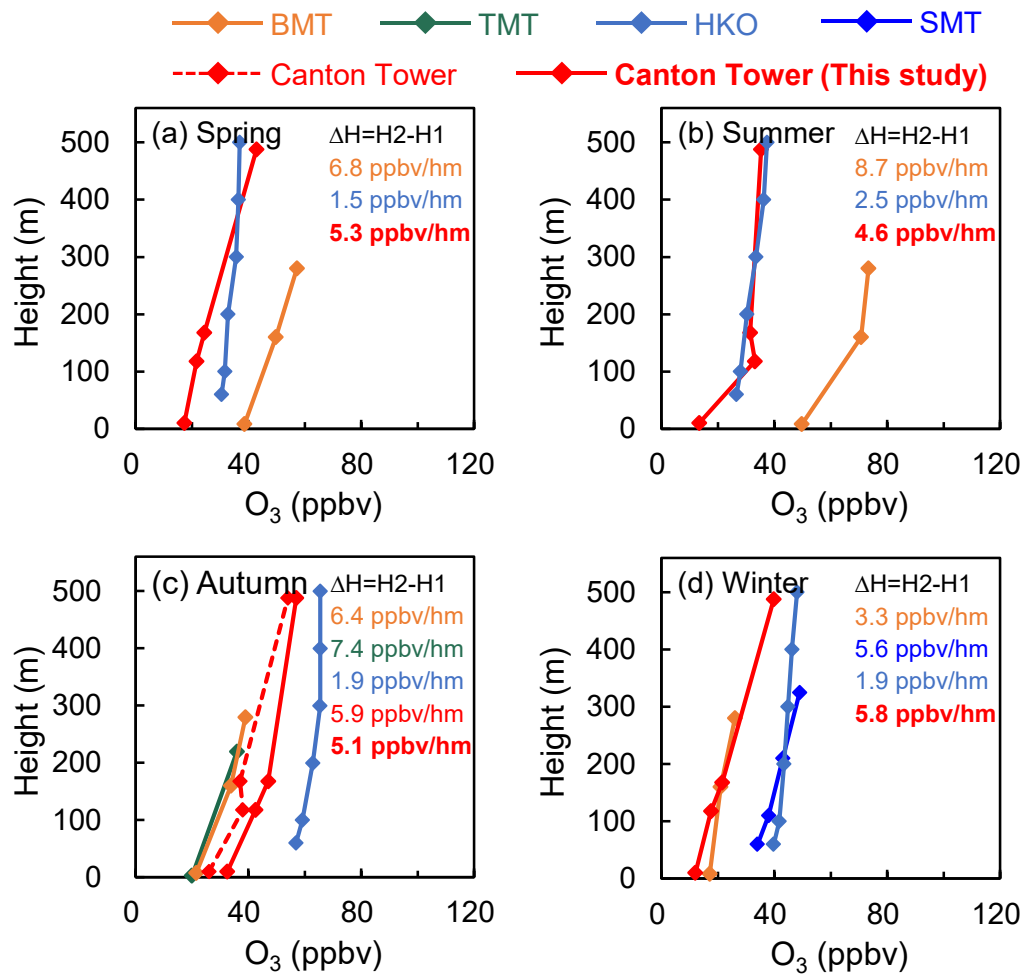 BMT TMT HKO SMT
Canton Tower Canton Tower (This study)
(a) Spring
ΔH=H2-H1
6.8 ppbv/hm
1.5 ppbv/hm
5.3 ppbv/hm
500
400
300
200
100
0
Height (m)
0 40 80 120
O3 (ppbv)
(b) Summer
ΔH=H2-H1
8.7 ppbv/hm
2.5 ppbv/hm
4.6 ppbv/hm
500
400
300
200
100
0
Height (m)
0 40 80 120
O3 (ppbv)
(c) Autumn
ΔH=H2-H1
6.4 ppbv/hm
7.4 ppbv/hm
1.9 ppbv/hm
5.9 ppbv/hm
5.1 ppbv/hm
500
400
300
200
100
0
Height (m)
0 40 80 120
O3 (ppbv)
(d) Winter
ΔH=H2-H1
3.3 ppbv/hm
5.6 ppbv/hm
1.9 ppbv/hm
5.8 ppbv/hm
500
400
300
200
100
0
Height (m)
0 40 80 120
O3 (ppbv)